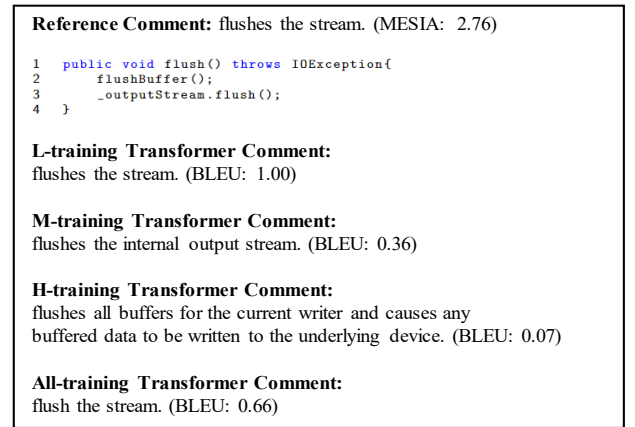 Reference Comment: flushes the stream. (MESIA: 2.76)
1 public void flush() throws IOException{
2 flushBuffer();
3 _outputStream.flush();
4 }
L-training Transformer Comment:
flushes the stream. (BLEU: 1.00)
M-training Transformer Comment:
flushes the internal output stream. (BLEU: 0.36)
H-training Transformer Comment:
flushes all buffers for the current writer and causes any
buffered data to be written to the underlying device. (BLEU: 0.07)
All-training Transformer Comment:
flush the stream. (BLEU: 0.66)